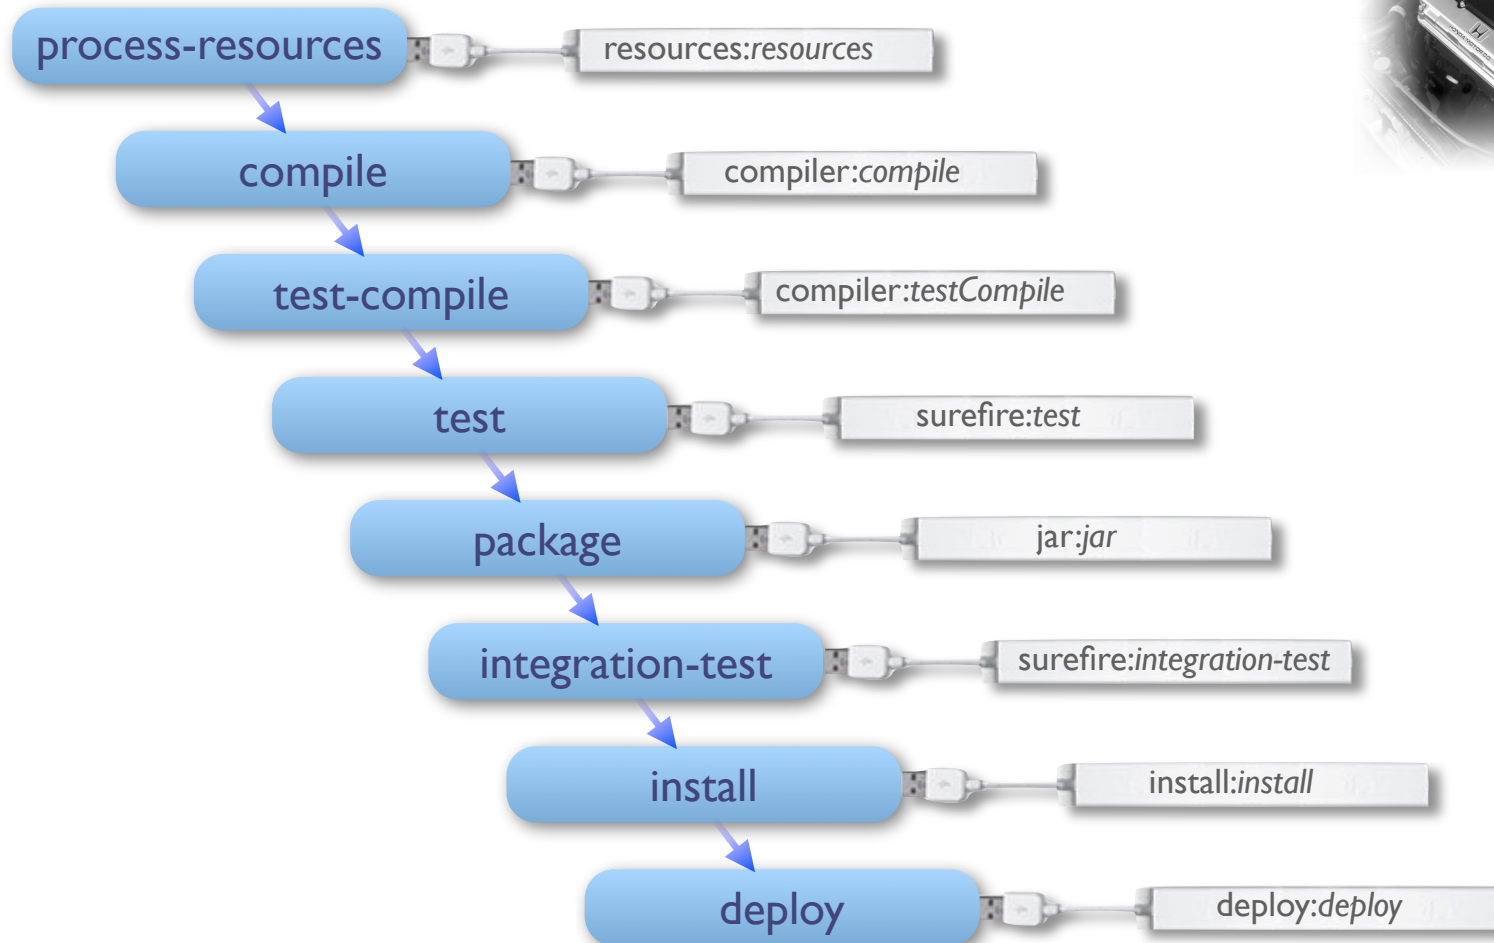 process-resources resources:resources
compile compiler:compile
test-compile compiler:testCompile
test surefire:test
package jar:jar
integration-test surefire:integration-test
install install:install
deploy deploy:deploy